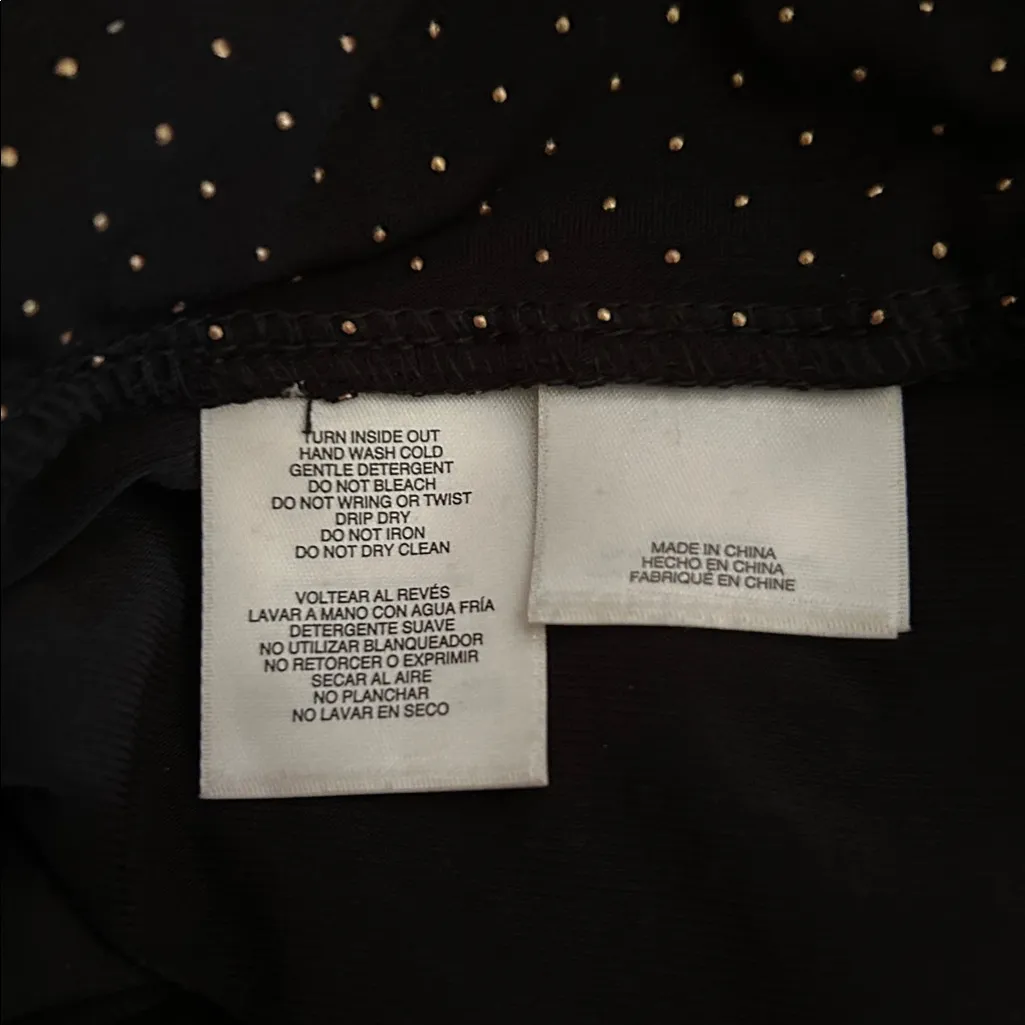 TURN INSIDE OUT
HAND WASH COLD
GENTLE DETERGENT
DO NOT BLEACH
DO NOT WRING OR TWIST
DRIP DRY
DO NOT IRON
DO NOT DRY CLEAN
VOLTEAR AL REVÉS
LAVAR A MANO CON AGUA FRÍA
DETERGENTE SUAVE
NO UTILIZAR BLANQUEADOR
NO RETORCER O EXPRIMIR
SECAR AL AIRE
NO PLANCHAR
NO LAVAR EN SECO
MADE IN CHINA
HECHO EN CHINA
FABRIQUÉ EN CHINE